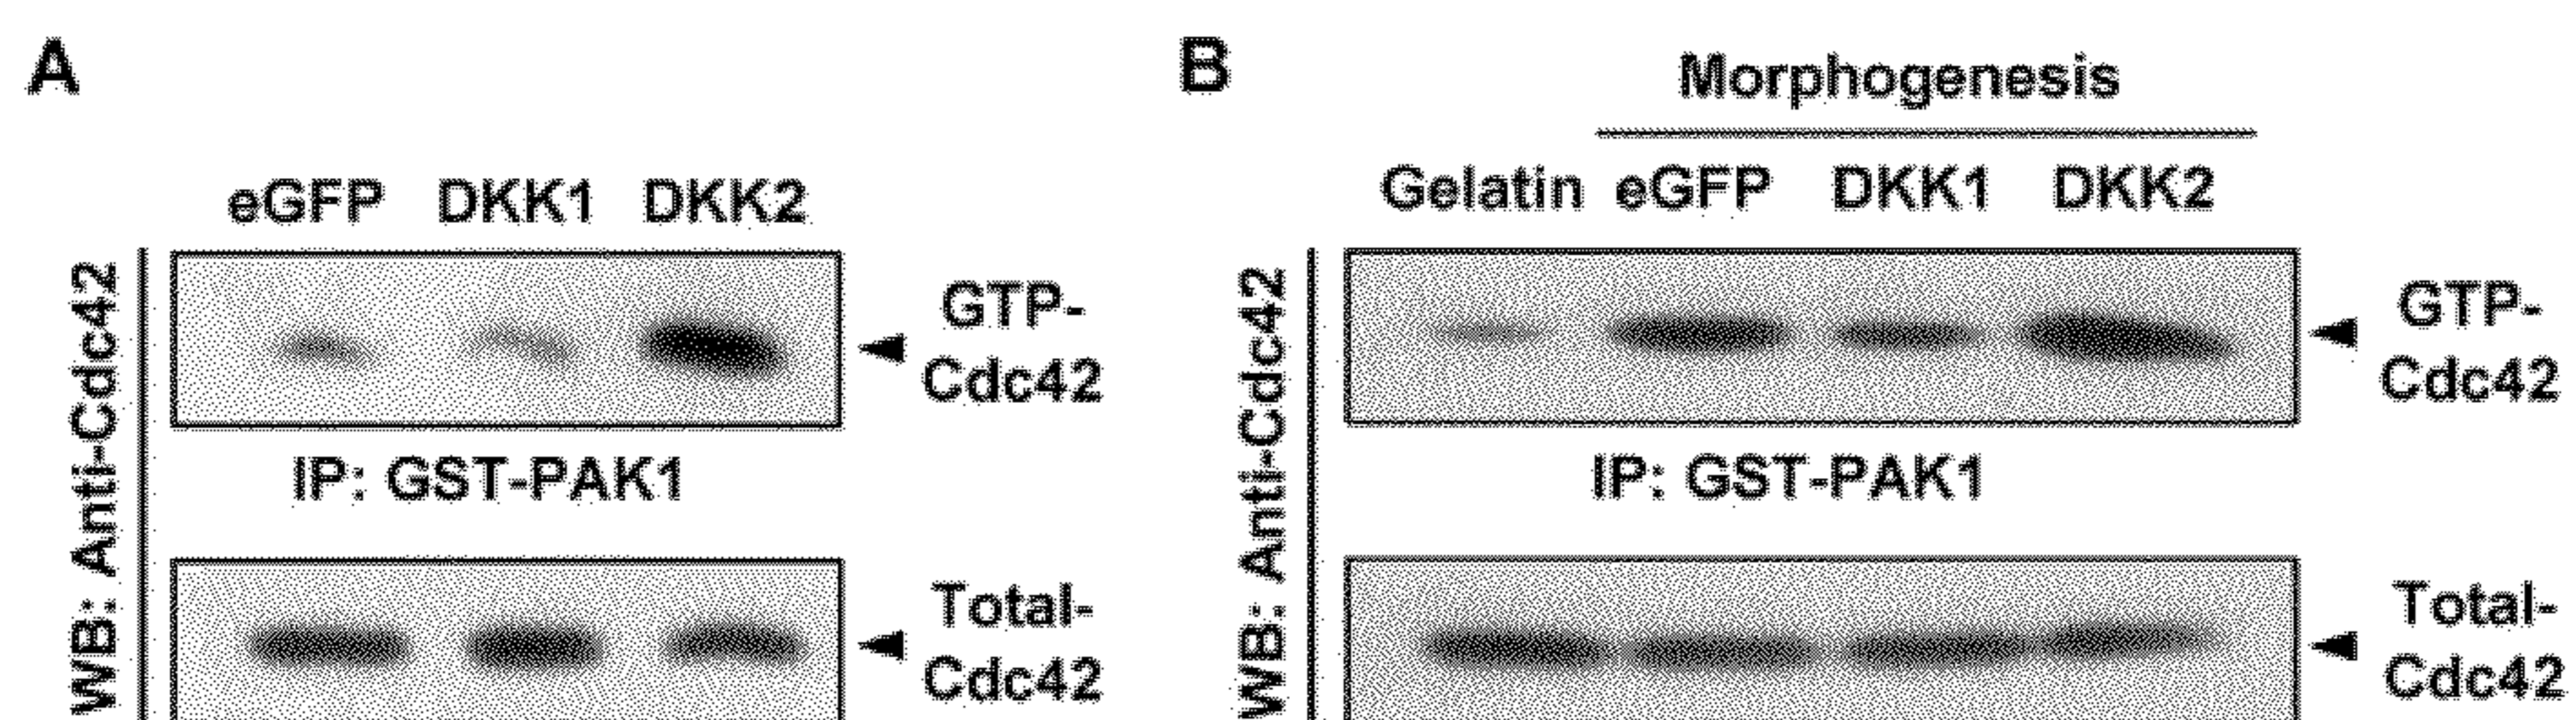 A
eGFP DKK1 DKK2
WB: Anti-Cdc42
GTP-
Cdc42
IP: GST-PAK1
Total-
Cdc42
B
Morphogenesis
Gelatin eGFP DKK1 DKK2
WB: Anti-Cdc42
GTP-
Cdc42
IP: GST-PAK1
Total-
Cdc42